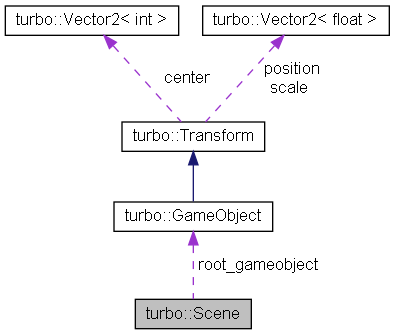 turbo::Vector2< int >
turbo::Vector2< float >
center
position
scale
turbo::Transform
turbo::GameObject
root_gameobject
turbo::Scene